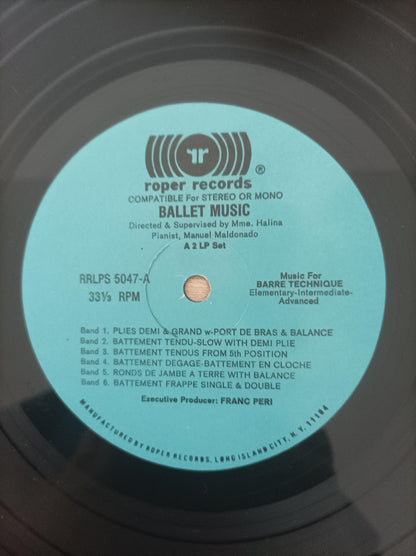 roper records ®
COMPATIBLE For STEREO OR MONO
BALLET MUSIC
Directed & Supervised by Mme. Halina
Pianist, Manuel Maldonado
A 2 LP Set
RRLPS 5047-A
33⅓ RPM
Music For
BARRE TECHNIQUE
Elementary-Intermediate-
Advanced
Band 1. PLIES DEMI & GRAND w-PORT DE BRAS & BALANCE
Band 2. BATTEMENT TENDU-SLOW WITH DEMI PLIE
Band 3. BATTEMENT TENDUS FROM 5th POSITION
Band 4. BATTEMENT DEGAGE-BATTEMENT EN CLOCHE
Band 5. RONDS DE JAMBE A TERRE WITH BALANCE
Band 6. BATTEMENT FRAPPE SINGLE & DOUBLE
Executive Producer: FRANC PERI
MANUFACTURED BY ROPER RECORDS, LONG ISLAND CITY, N.Y. 11104